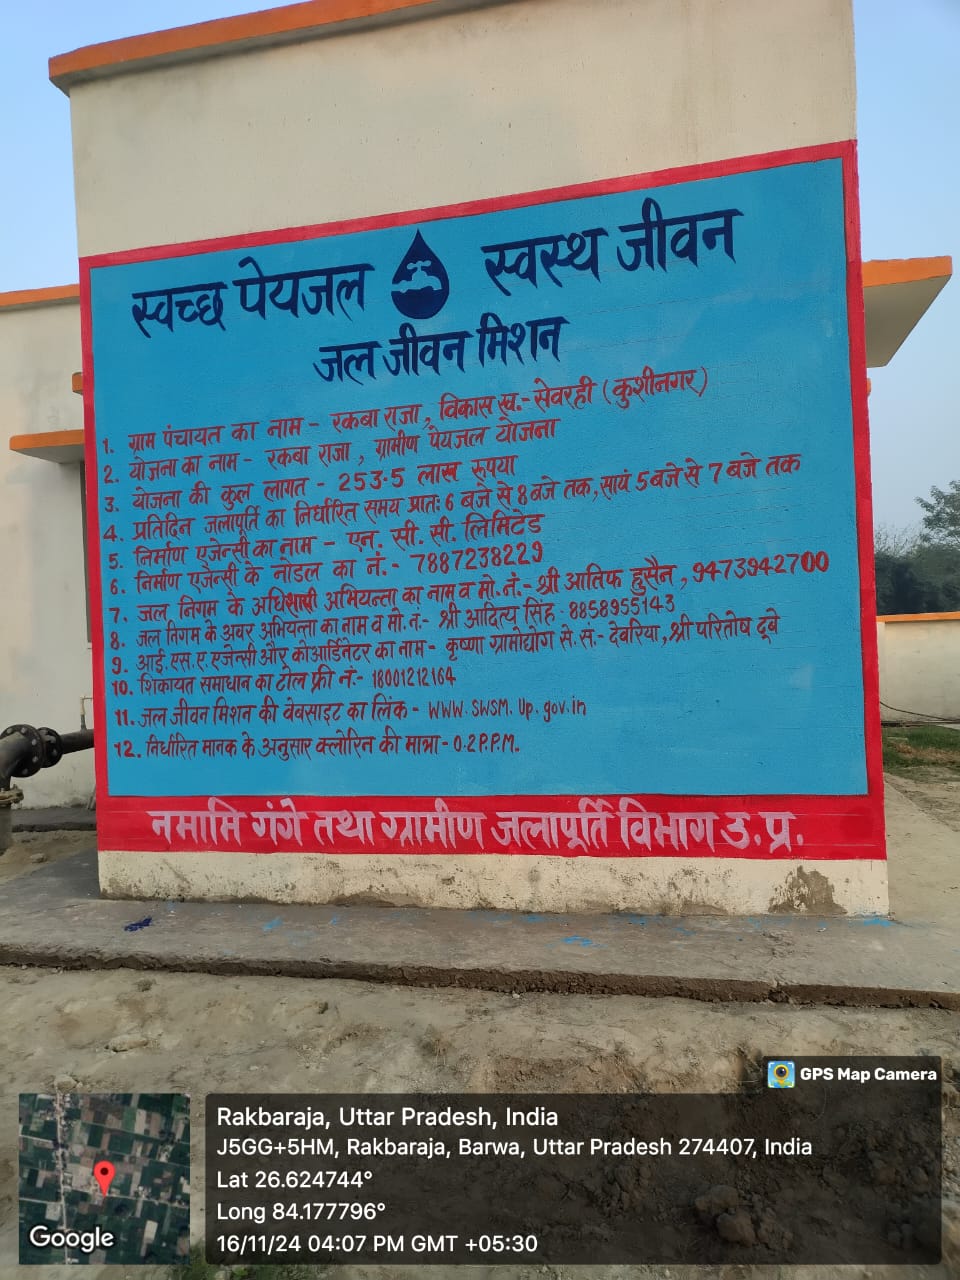 स्वच्छ पेयजल स्वस्थ जीवन
जल जीवन मिशन
1. ग्राम पंचायत का नाम - रकबा राजा, विकास ख.- सेवरही (कुशीनगर)
2. योजना का नाम - रकबा राजा, ग्रामीण पेयजल योजना
3. योजना की कुल लागत - 253.5 लाख रूपया
4. प्रतिदिन जलापूर्ति का निर्धारित समय प्रातः 6 बजे से 8 बजे तक, सायं 5 बजे से 7 बजे तक
5. निर्माण एजेन्सी का नाम - एन. सी. सी. लिमिटेड
6. निर्माण एजेन्सी के नोडल का नं.- 7887238229
7. जल निगम के अधिशासी अभियन्ता का नाम व मो.नं.- श्री आतिफ हुसैन, 9473942700
8. जल निगम के अवर अभियन्ता का नाम व मो.नं- श्री आदित्य सिंह- 8858955143
9. आई.एस.ए.एजेन्सी और कोआर्डिनेटर का नाम- कृष्णा ग्रामोद्योग से.स.- देवरिया, श्री परितोष दूबे
10. शिकायत समाधान का टोल फ्री नं.- 18001212164
11. जल जीवन मिशन की वेबसाइट का लिंक- www.swsm.up.gov.in
12. निर्धारित मानक के अनुसार क्लोरिन की मात्रा- 0.2 P.P.M.
नमामि गंगे तथा ग्रामीण जलापूर्ति विभाग उ.प्र.
GPS Map Camera
Rakbaraja, Uttar Pradesh, India
J5GG+5HM, Rakbaraja, Barwa, Uttar Pradesh 274407, India
Lat 26.624744°
Long 84.177796°
16/11/24 04:07 PM GMT +05:30
Google